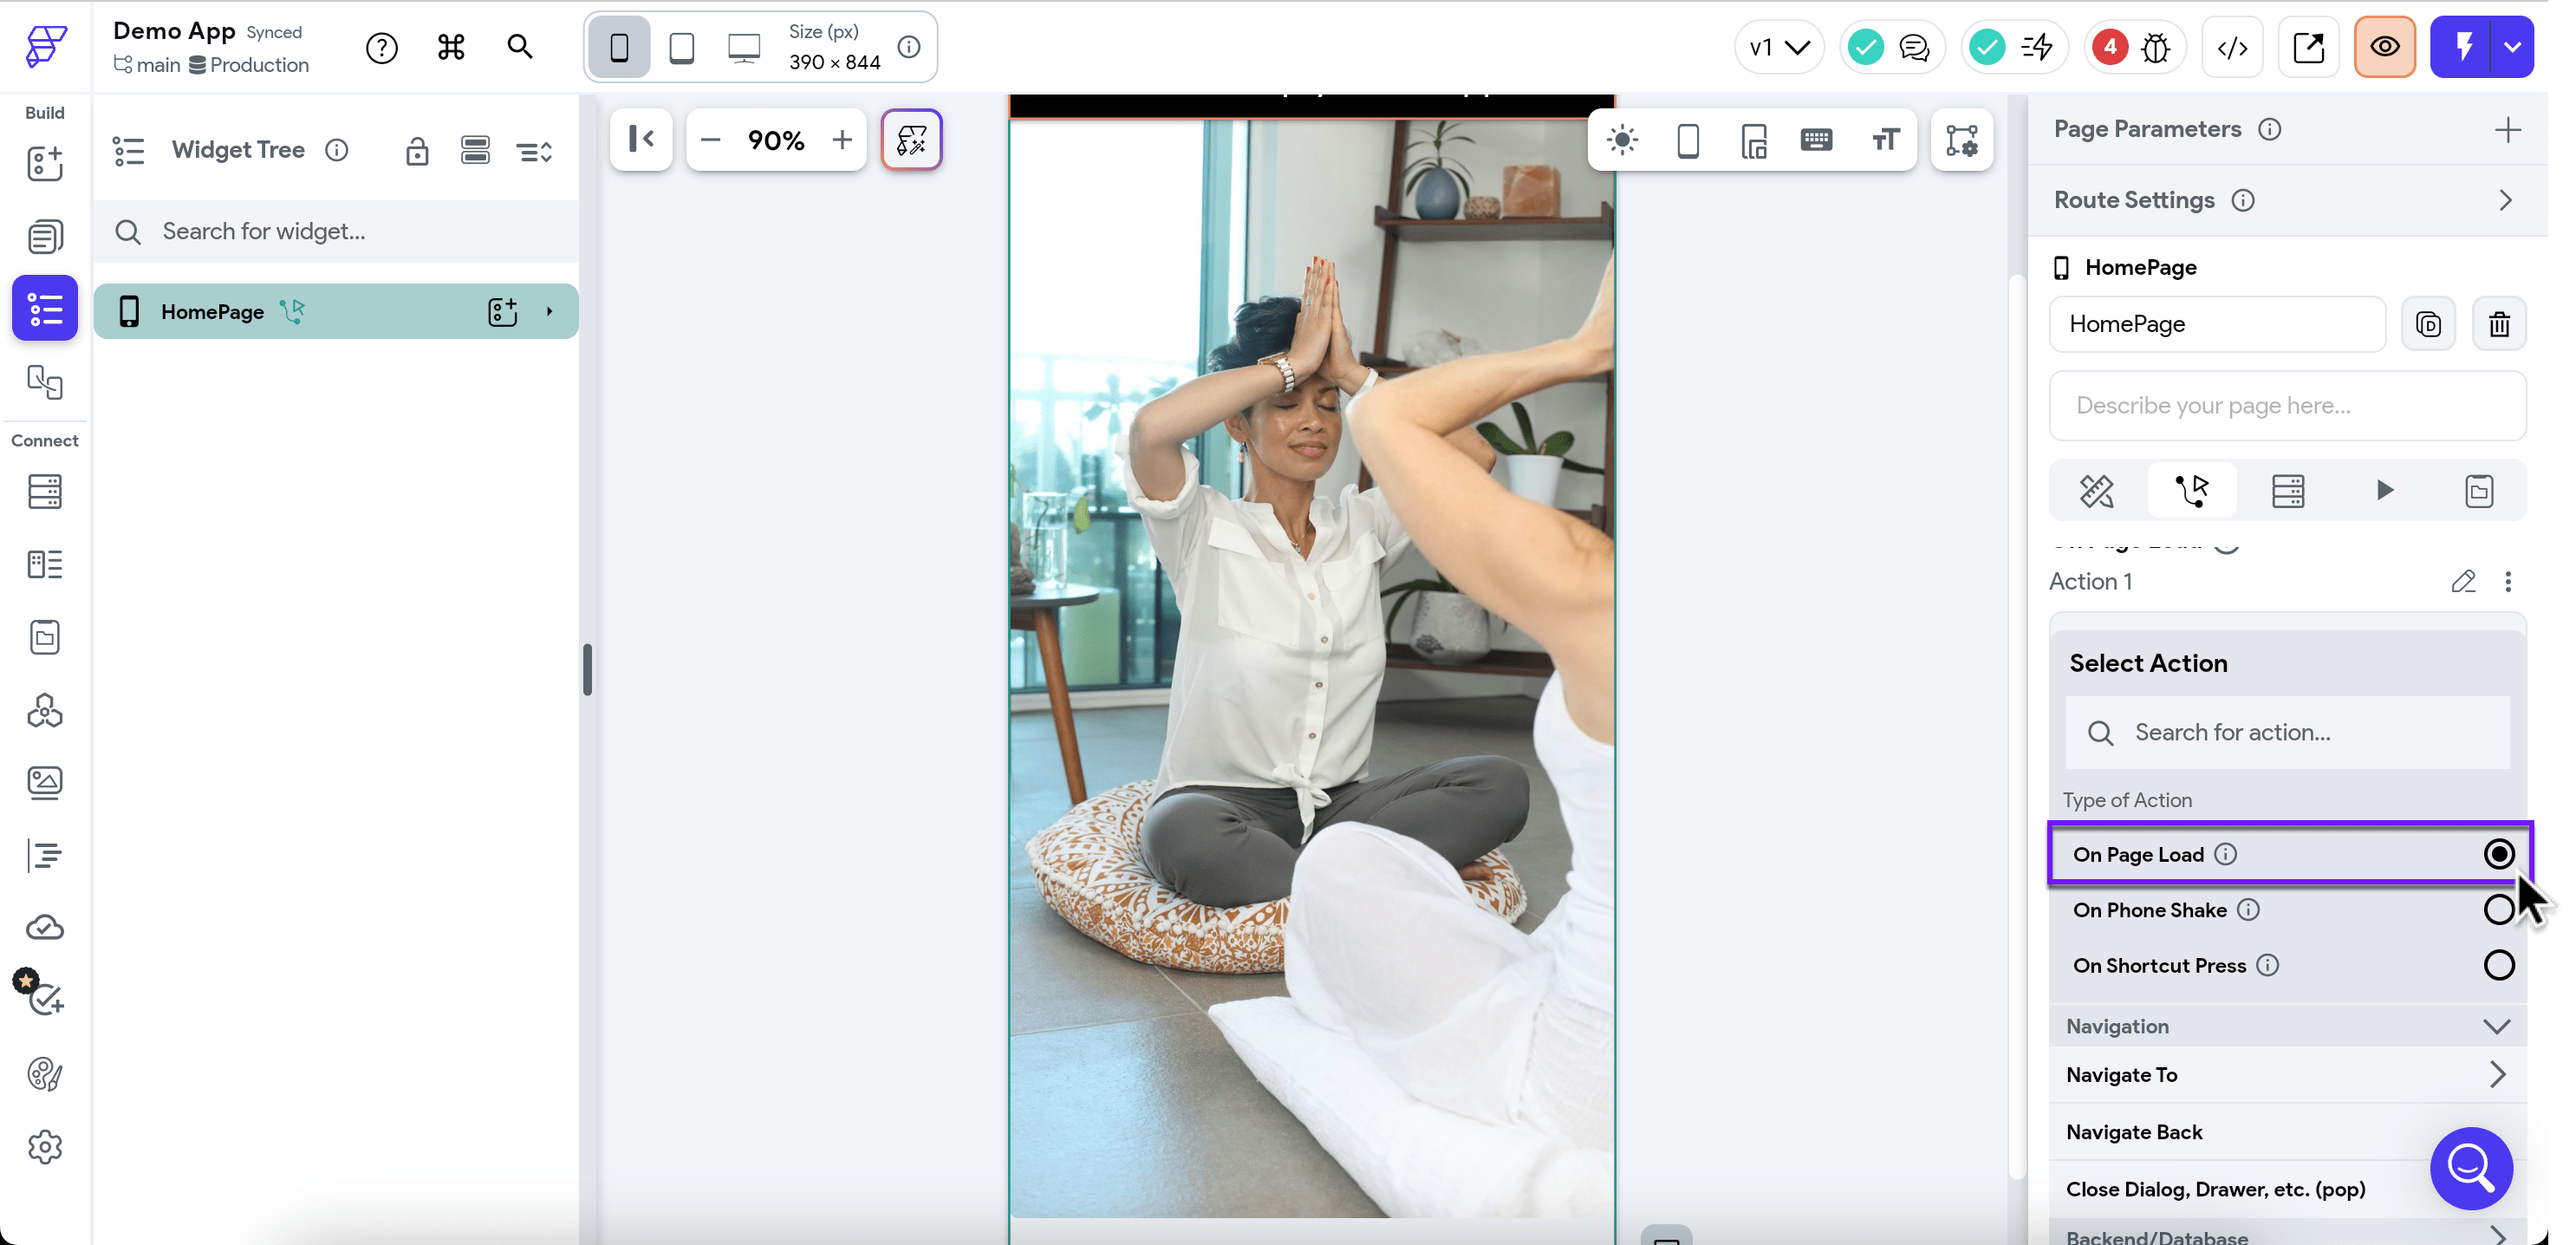 Demo App Synced
main Production
Size (px)
390 × 844
v1
4
</>
Build
Connect
Widget Tree
Search for widget...
HomePage
90%
Page Parameters
Route Settings
HomePage
HomePage
Describe your page here...
On Page Load
Action 1
Select Action
Search for action...
Type of Action
On Page Load
On Phone Shake
On Shortcut Press
Navigation
Navigate To
Navigate Back
Close Dialog, Drawer, etc. (pop)
Backend/Database